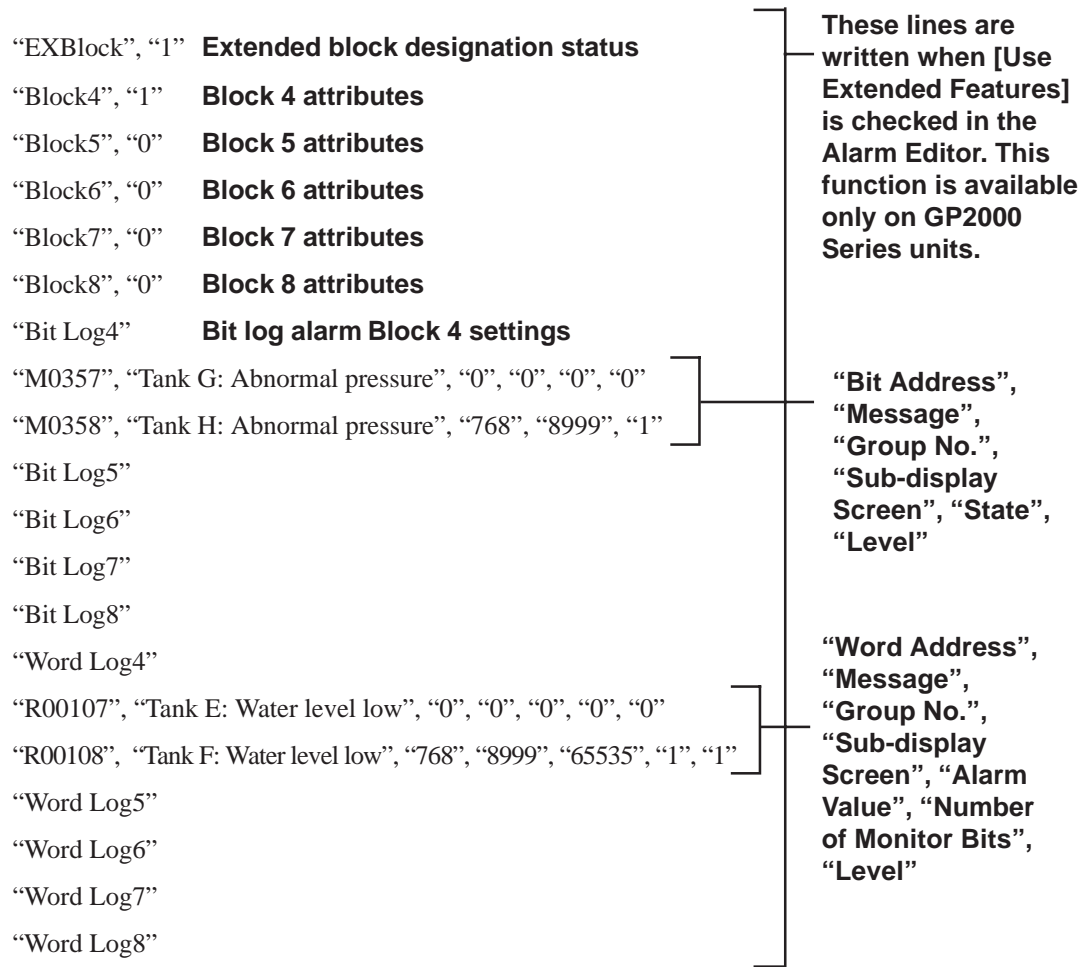 “EXBlock”, “1” Extended block designation status
“Block4”, “1” Block 4 attributes
“Block5”, “0” Block 5 attributes
“Block6”, “0” Block 6 attributes
“Block7”, “0” Block 7 attributes
“Block8”, “0” Block 8 attributes
“Bit Log4” Bit log alarm Block 4 settings
“M0357”, “Tank G: Abnormal pressure”, “0”, “0”, “0”, “0”
“M0358”, “Tank H: Abnormal pressure”, “768”, “8999”, “1”
“Bit Log5”
“Bit Log6”
“Bit Log7”
“Bit Log8”
“Word Log4”
“R00107”, “Tank E: Water level low”, “0”, “0”, “0”, “0”, “0”
“R00108”, “Tank F: Water level low”, “768”, “8999”, “65535”, “1”, “1”
“Word Log5”
“Word Log6”
“Word Log7”
“Word Log8”
These lines are
written when [Use
Extended Features]
is checked in the
Alarm Editor. This
function is available
only on GP2000
Series units.
“Bit Address”,
“Message”,
“Group No.”,
“Sub-display
Screen”, “State”,
“Level”
“Word Address”,
“Message”,
“Group No.”,
“Sub-display
Screen”, “Alarm
Value”, “Number
of Monitor Bits”,
“Level”